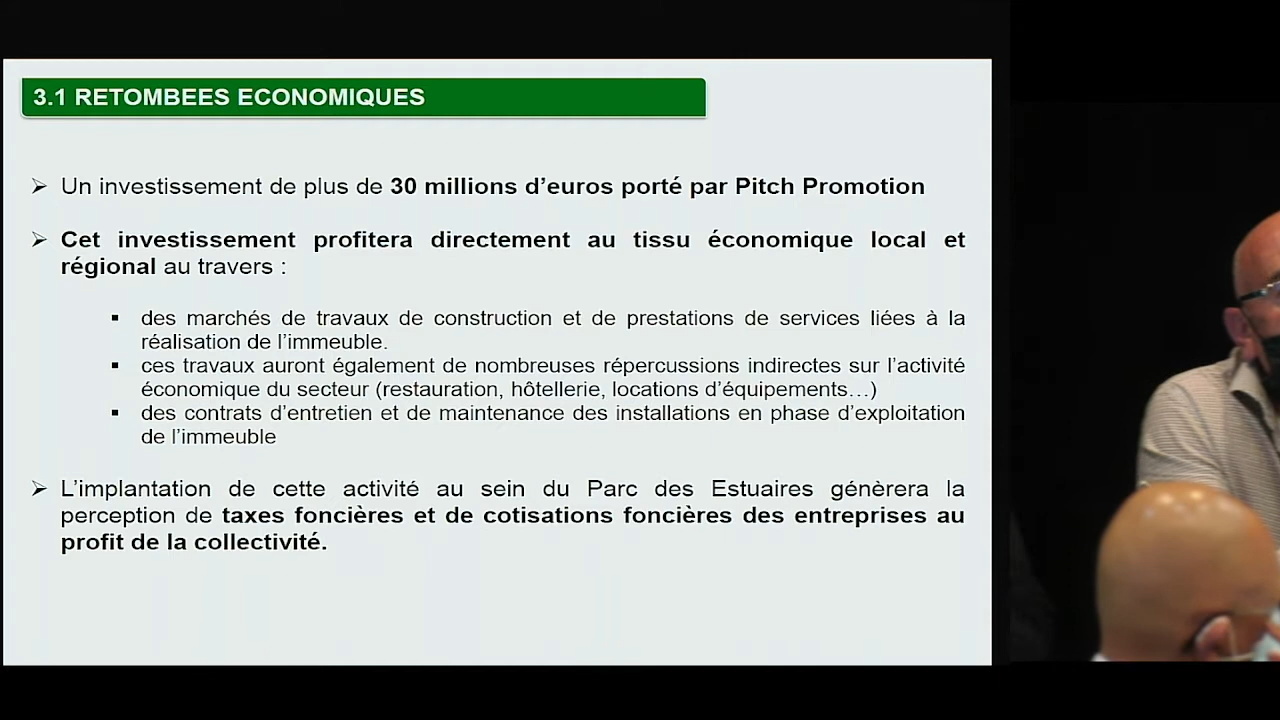 3.1 RETOMBEES ECONOMIQUES
➢ Un investissement de plus de 30 millions d’euros porté par Pitch Promotion
➢ Cet investissement profitera directement au tissu économique local et
régional au travers :
▪ des marchés de travaux de construction et de prestations de services liées à la
réalisation de l’immeuble.
▪ ces travaux auront également de nombreuses répercussions indirectes sur l’activité
économique du secteur (restauration, hôtellerie, locations d’équipements…)
▪ des contrats d’entretien et de maintenance des installations en phase d’exploitation
de l’immeuble
➢ L’implantation de cette activité au sein du Parc des Estuaires génèrera la
perception de taxes foncières et de cotisations foncières des entreprises au
profit de la collectivité.